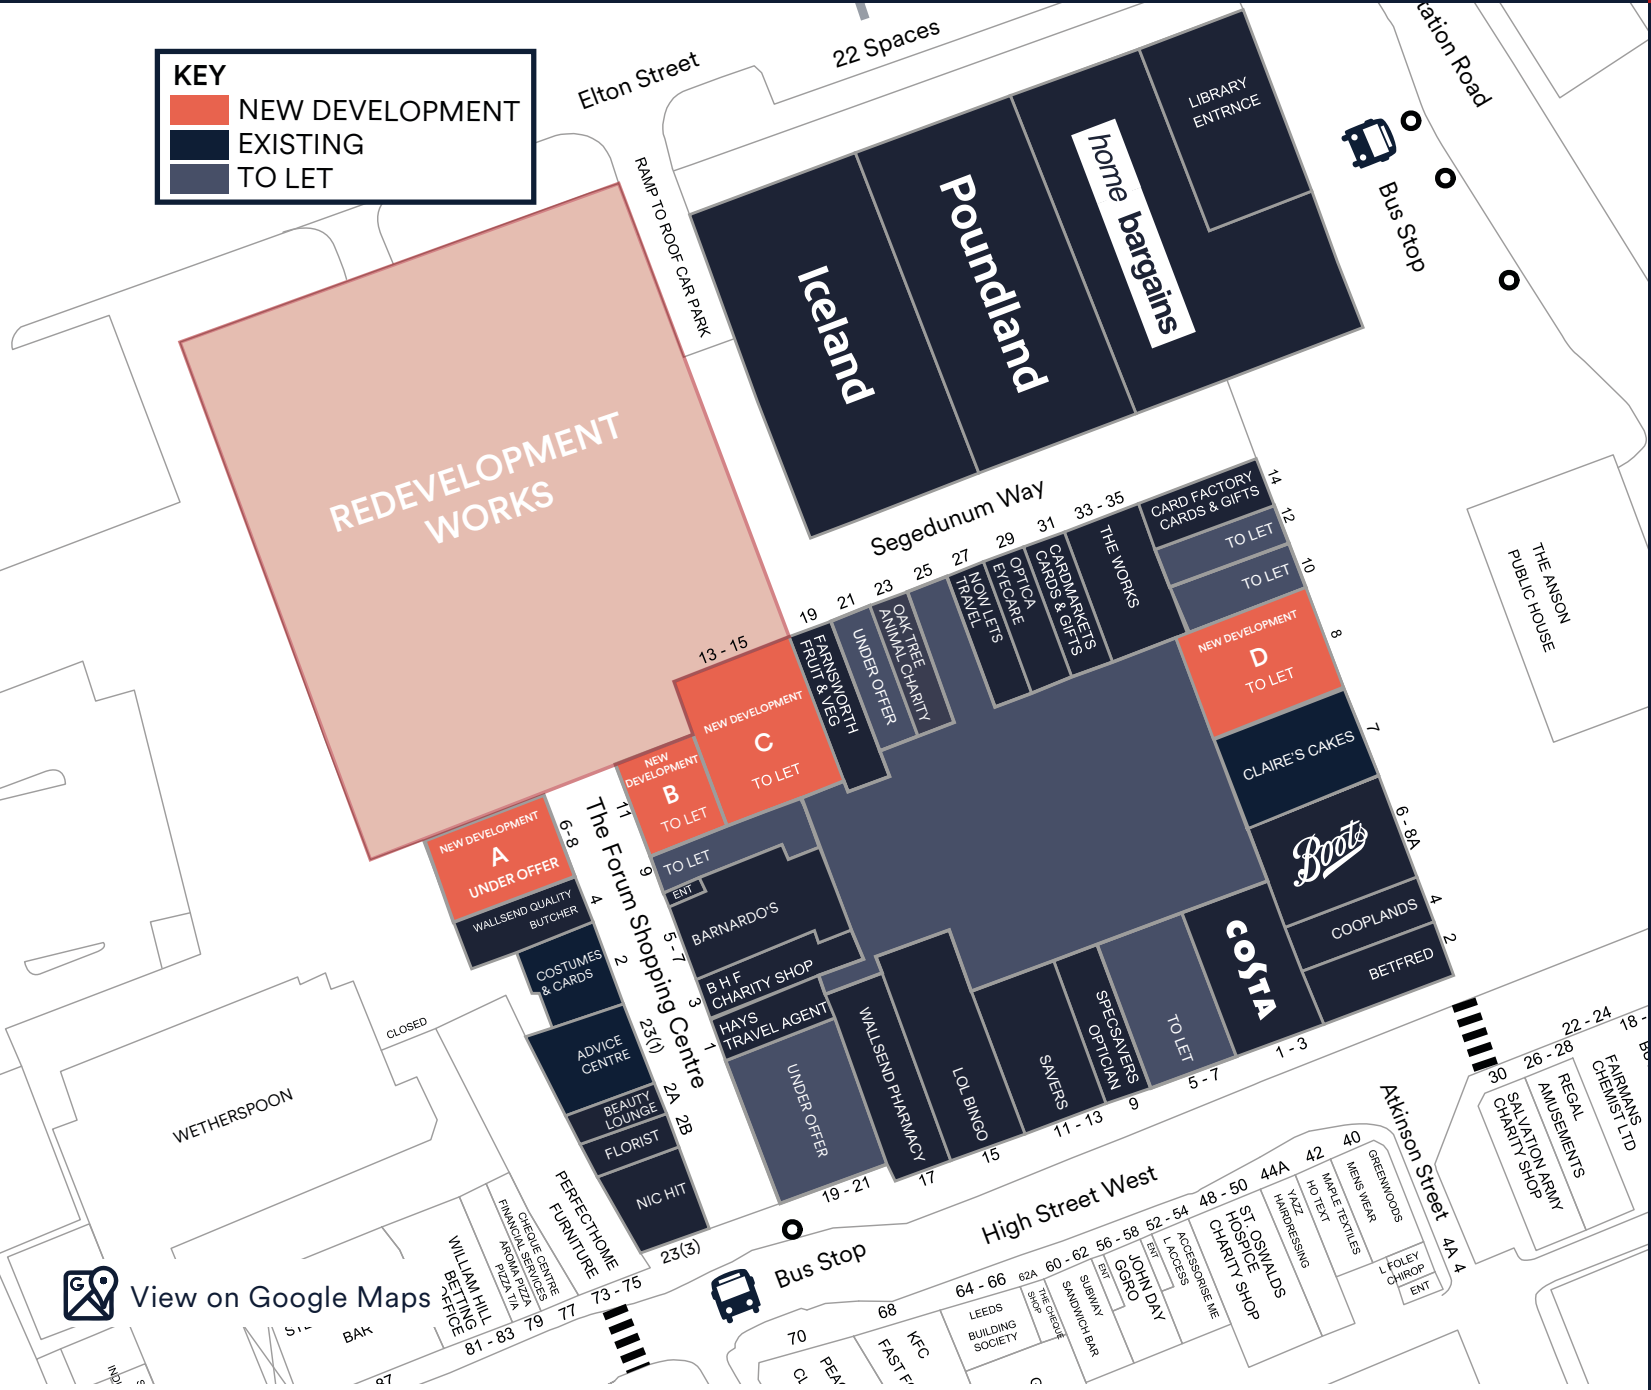 KEY
NEW DEVELOPMENT
EXISTING
TO LET
Elton Street
22 Spaces
tation Road
RAMP TO ROOF CAR PARK
LIBRARY
ENTRNCE
Iceland
Poundland
home bargains
Bus Stop
REDEVELOPMENT
WORKS
Segedunum Way
THE ANSON
PUBLIC HOUSE
13 - 15
19
21
23
25
27
29
31
33 - 35
14
12
10
8
7
6 - 8A
4
2
FARNSWORTH
FRUIT & VEG
UNDER OFFER
OAK TREE
ANIMAL CHARITY
NOW LETS
TRAVEL
OPTICA
EYECARE
CARDMARKETS
CARDS & GIFTS
THE WORKS
CARD FACTORY
CARDS & GIFTS
TO LET
TO LET
NEW DEVELOPMENT
D
TO LET
CLAIRE'S CAKES
Boots
COOPLANDS
BETFRED
NEW DEVELOPMENT
C
TO LET
NEW
DEVELOPMENT
B
TO LET
NEW DEVELOPMENT
A
UNDER OFFER
WALLSEND QUALITY
BUTCHER
COSTUMES
& CARDS
ADVICE
CENTRE
BEAUTY
LOUNGE
FLORIST
NIC HIT
6-8
4
2
23(1)
2A
2B
23(3)
The Forum Shopping Centre
11
9
5 - 7
3
1
TO LET
ENT
BARNARDO'S
B H F
CHARITY SHOP
HAYS
TRAVEL AGENT
UNDER OFFER
WALLSEND PHARMACY
LOL BINGO
SAVERS
SPECSAVERS
OPTICIAN
TO LET
COSTA
19 - 21
17
15
11 - 13
9
5 - 7
1 - 3
High Street West
Atkinson Street
Bus Stop
CLOSED
WETHERSPOON
PERFECTHOME
FURNITURE
CHEQUE CENTRE
FINANCIAL SERVICES
AROMA PIZZA
PIZZA T/A
WILLIAM HILL
BETTING
OFFICE
BAR
81 - 83
79
77
73 - 75
87
View on Google Maps
70
68
64 - 66
62A
60 - 62
56 - 58
52 - 54
48 - 50
44A
42
40
KFC
FAST F
LEEDS
BUILDING
SOCIETY
THE CHEQUE
SHOP
SUBWAY
SANDWICH BAR
ENT
JOHN DAY
GGRO
ENT
ACCESSORISE ME
L ACCESS
ST. OSWALDS
HOSPICE
CHARITY SHOP
YAZZ
HAIRDRESSING
MAPLE TEXTILES
HO TEXT
MENS WEAR
GREENWOODS
L FOLEY
CHIROP
ENT
4A
4
30
26 - 28
22 - 24
18 -
SALVATION ARMY
CHARITY SHOP
REGAL
AMUSEMENTS
FAIRMANS
CHEMIST LTD